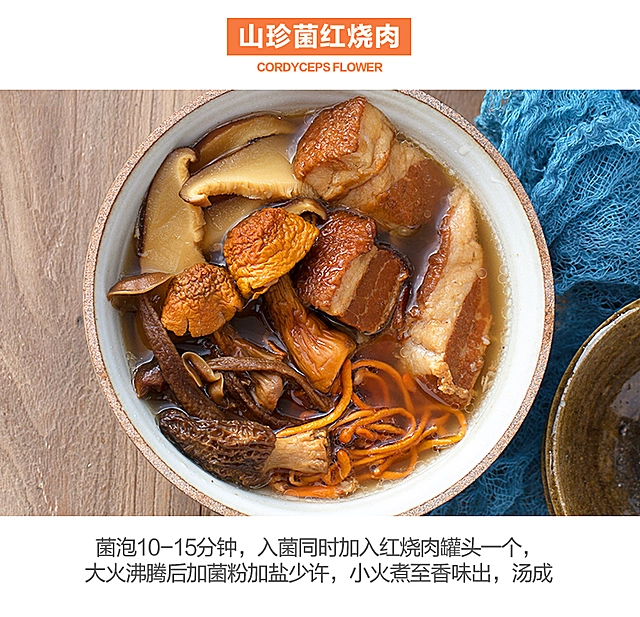 山珍菌红烧肉
CORDYCEPS FLOWER
菌泡10-15分钟，入菌同时加入红烧肉罐头一个，
大火沸腾后加菌粉加盐少许，小火煮至香味出，汤成